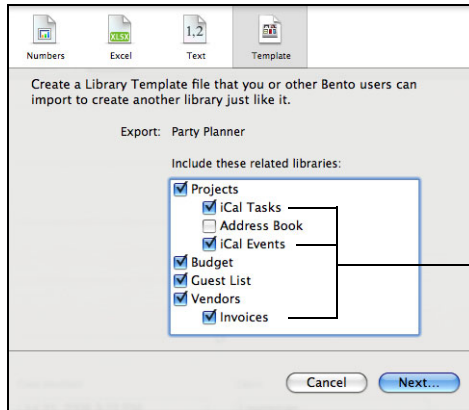 XLSX
1,2
Numbers Excel Text Template
Create a Library Template file that you or other Bento users can
import to create another library just like it.
Export: Party Planner
Include these related libraries:
Projects
iCal Tasks
Address Book
iCal Events
Budget
Guest List
Vendors
Invoices
Cancel Next...